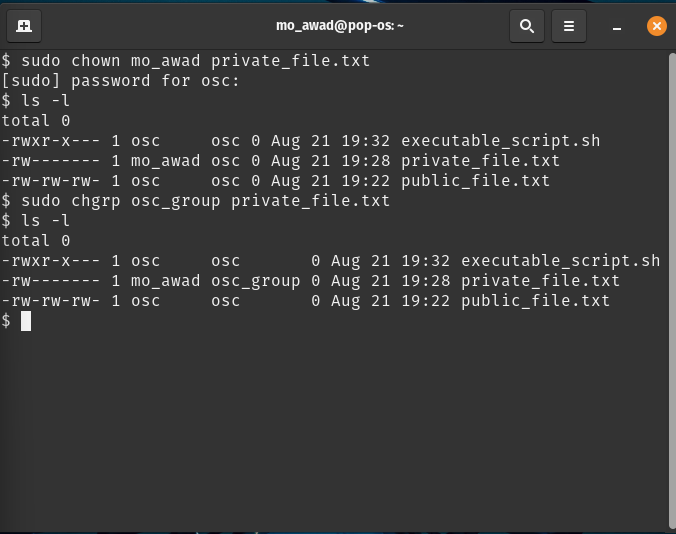 mo_awad@pop-os: ~
$ sudo chown mo_awad private_file.txt
[sudo] password for osc:
$ ls -l
total 0
-rwxr-x--- 1 osc     osc 0 Aug 21 19:32 executable_script.sh
-rw------- 1 mo_awad osc 0 Aug 21 19:28 private_file.txt
-rw-rw-rw- 1 osc     osc 0 Aug 21 19:22 public_file.txt
$ sudo chgrp osc_group private_file.txt
$ ls -l
total 0
-rwxr-x--- 1 osc     osc       0 Aug 21 19:32 executable_script.sh
-rw------- 1 mo_awad osc_group 0 Aug 21 19:28 private_file.txt
-rw-rw-rw- 1 osc     osc       0 Aug 21 19:22 public_file.txt
$